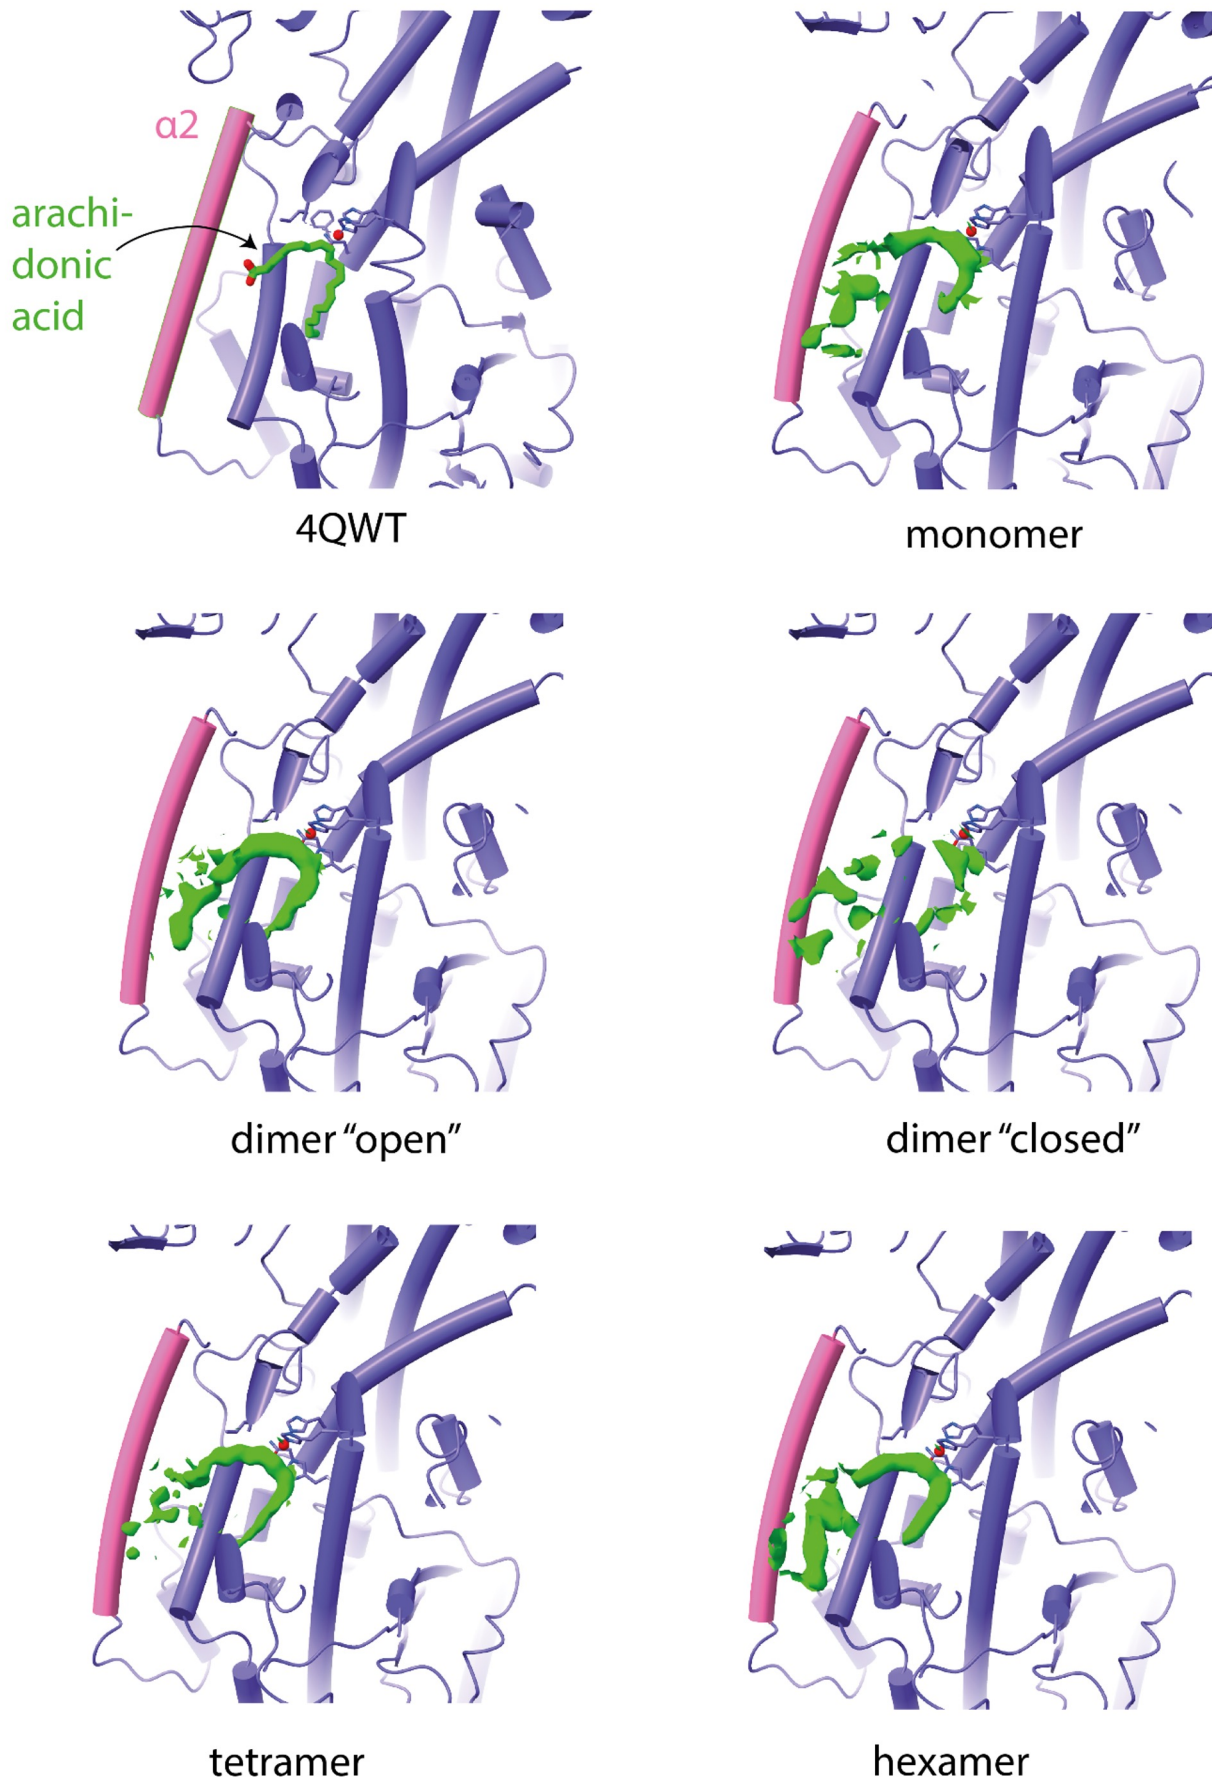 α2
arachi-
donic
acid
4QWT
monomer
dimer “open”
dimer “closed”
tetramer
hexamer